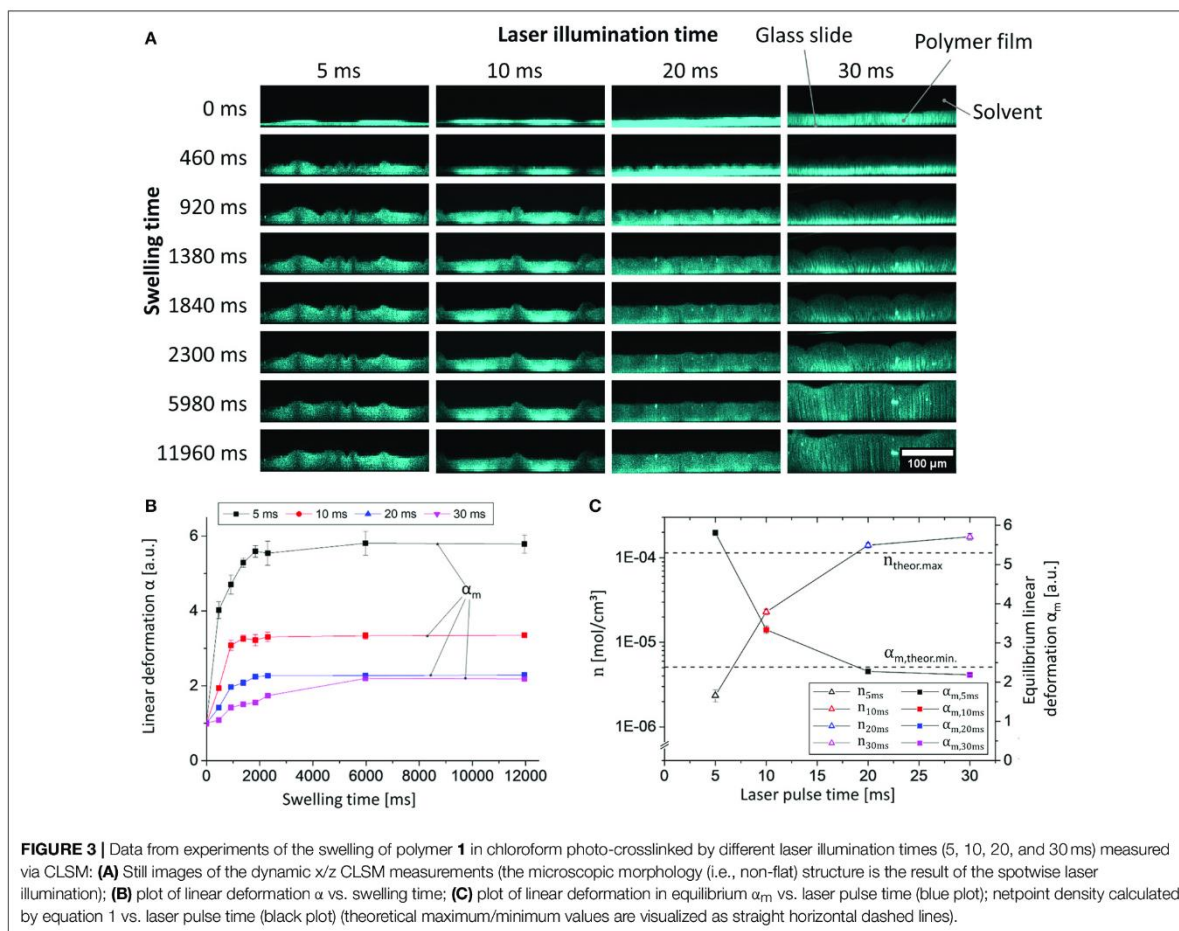 A
Laser illumination time
Glass slide
Polymer film
5 ms
10 ms
20 ms
30 ms
Solvent
Swelling time
0 ms
460 ms
920 ms
1380 ms
1840 ms
2300 ms
5980 ms
11960 ms
100 µm
B
5 ms 10 ms 20 ms 30 ms
Linear deformation α [a.u.]
6
4
2
0
αm
0 2000 4000 6000 8000 10000 12000
Swelling time [ms]
C
n [mol/cm³]
1E-04
1E-05
1E-06
ntheor.max
αm,theor.min.
n5ms αm,5ms
n10ms αm,10ms
n20ms αm,20ms
n30ms αm,30ms
6
5
4
3
2
1
0
Equilibrium linear
deformation αm [a.u.]
0 5 10 15 20 25 30
Laser pulse time [ms]
FIGURE 3 | Data from experiments of the swelling of polymer 1 in chloroform photo-crosslinked by different laser illumination times (5, 10, 20, and 30 ms) measured
via CLSM: (A) Still images of the dynamic x/z CLSM measurements (the microscopic morphology (i.e., non-flat) structure is the result of the spotwise laser
illumination); (B) plot of linear deformation α vs. swelling time; (C) plot of linear deformation in equilibrium αm vs. laser pulse time (blue plot); netpoint density calculated
by equation 1 vs. laser pulse time (black plot) (theoretical maximum/minimum values are visualized as straight horizontal dashed lines).